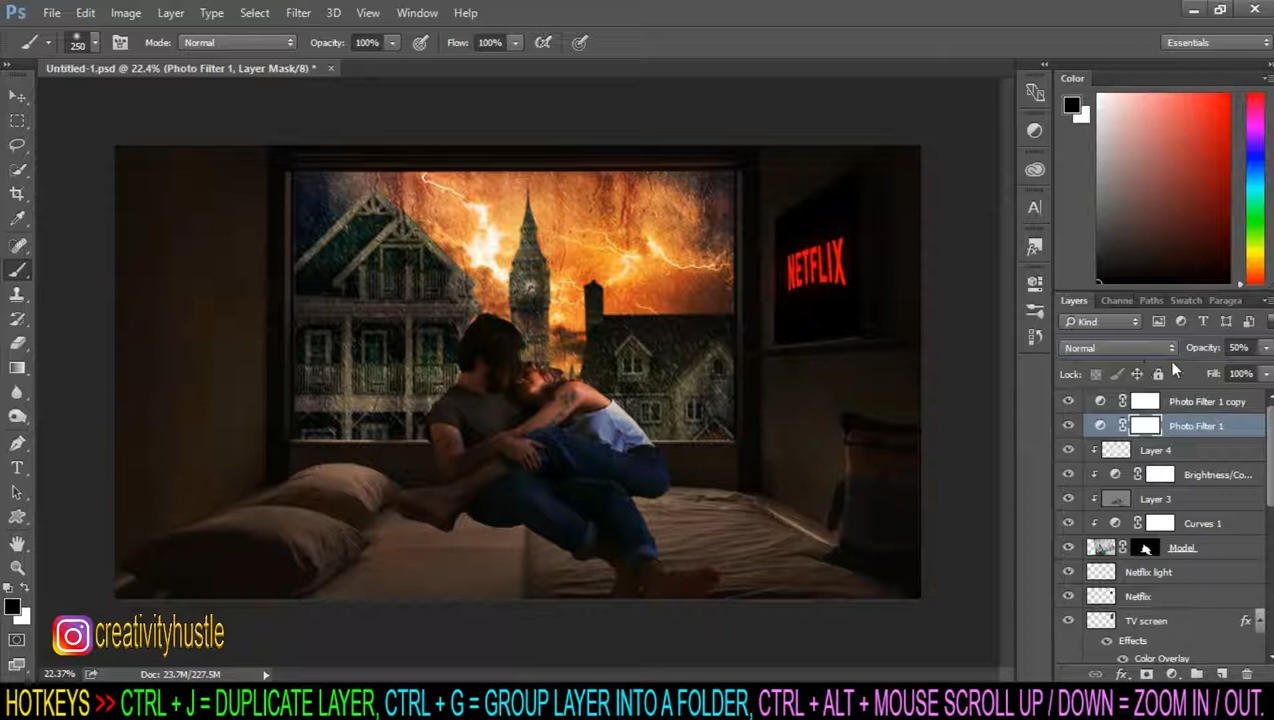 Ps File Edit Image Layer Type Select Filter 3D View Window Help
250 Mode: Normal Opacity: 100% Flow: 100% Essentials
Untitled-1.psd @ 22.4% (Photo Filter 1, Layer Mask/8) * ×
Color
NETFLIX
Layers Channe Paths Swatch Paragra
Kind
Normal Opacity: 50%
Lock: Fill: 100%
Photo Filter 1 copy
Photo Filter 1
Layer 4
Brightness/Co...
Layer 3
Curves 1
Model
Netflix light
Netflix
TV screen fx
Effects
Color Overlay
creativityhustle
22.37% Doc: 23.7M/227.5M
HOTKEYS >> CTRL + J = DUPLICATE LAYER, CTRL + G = GROUP LAYER INTO A FOLDER, CTRL + ALT + MOUSE SCROLL UP / DOWN = ZOOM IN / OUT.